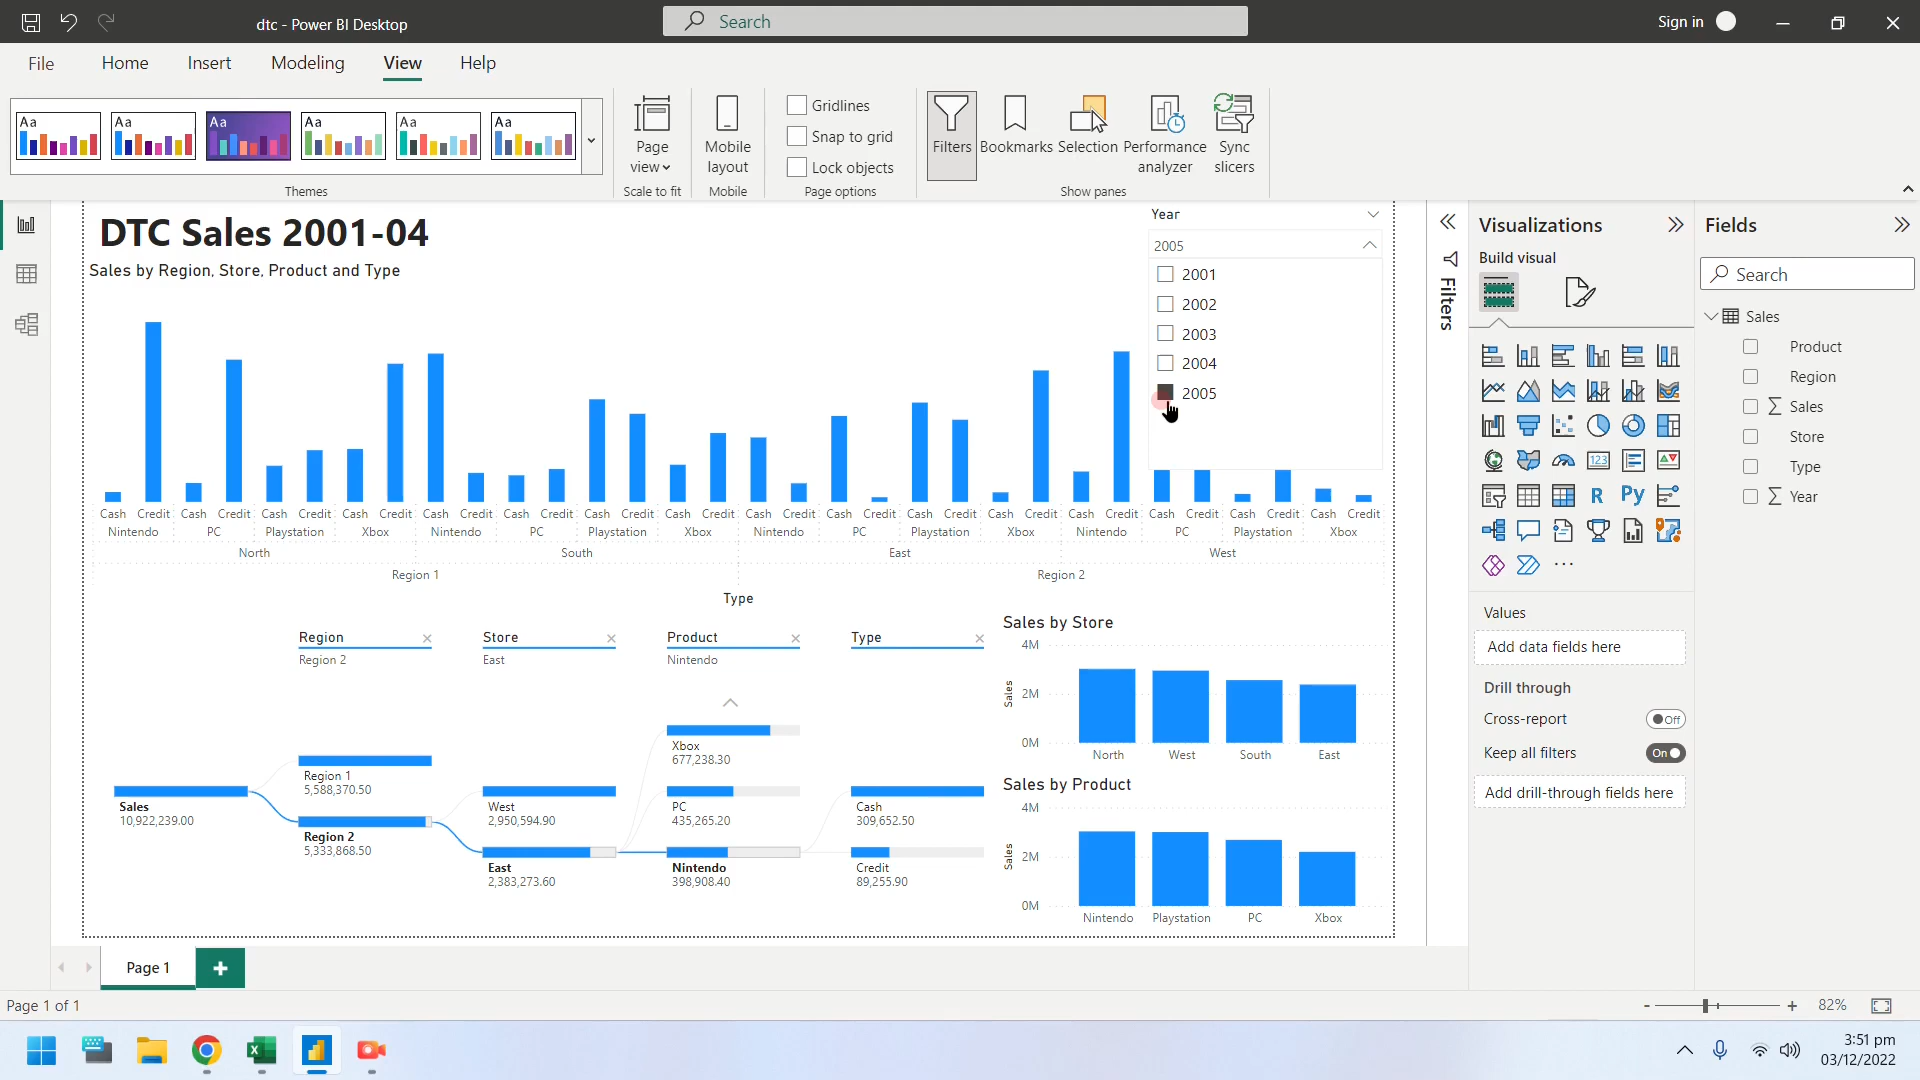 dtc - Power BI Desktop
Search
Sign in
File Home Insert Modeling View Help
Aa Aa Aa Aa Aa Aa
Page view
Mobile layout
Gridlines
Snap to grid
Lock objects
Filters
Bookmarks
Selection
Performance analyzer
Sync slicers
Themes
Scale to fit
Mobile
Page options
Show panes
DTC Sales 2001-04
Sales by Region, Store, Product and Type
Year
2005
2001
2002
2003
2004
2005
Cash Credit Cash Credit Cash Credit Cash Credit Cash Credit Cash Credit Cash Credit Cash Credit Cash Credit Cash Credit Cash Credit Cash Credit Cash Credit Cash Credit Cash Credit Cash Credit
Nintendo PC Playstation Xbox Nintendo PC Playstation Xbox Nintendo PC Playstation Xbox Nintendo PC Playstation Xbox
North South East West
Region 1 Region 2
Type
Region
Region 2
Store
East
Product
Nintendo
Type
Sales
10,922,239.00
Region 1
5,588,370.50
Region 2
5,333,868.50
West
2,950,594.90
East
2,383,273.60
Xbox
677,238.30
PC
435,265.20
Nintendo
398,908.40
Cash
309,652.50
Credit
89,255.90
Sales by Store
4M
2M
0M
Sales
North West South East
Sales by Product
4M
2M
0M
Sales
Nintendo Playstation PC Xbox
Filters
Visualizations
Build visual
123
R
Py
Values
Add data fields here
Drill through
Cross-report
Off
Keep all filters
On
Add drill-through fields here
Fields
Search
Sales
Product
Region
Sales
Store
Type
Year
Page 1
Page 1 of 1
82%
3:51 pm
03/12/2022